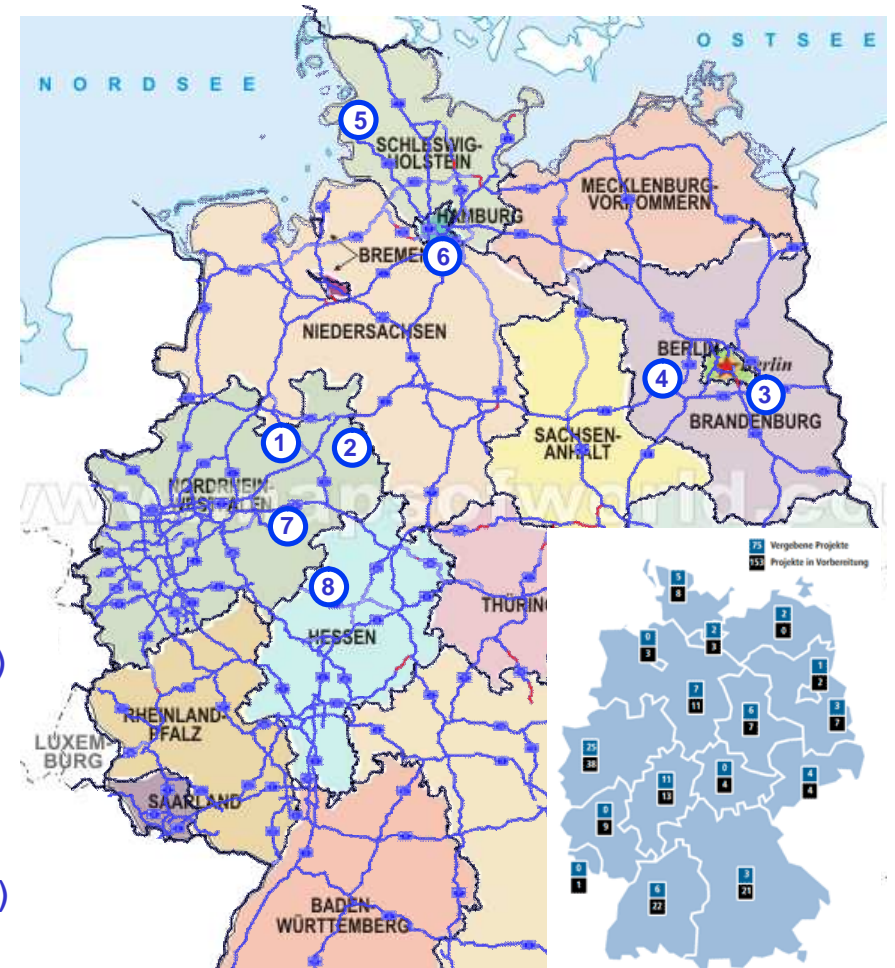 O S T S E E
N O R D S E E
5
SCHLESWIG-
HOLSTEIN
MECKLENBURG-
VORPOMMERN
HAMBURG
BREMEN
6
NIEDERSACHSEN
BERLIN
Berlin
4
3
BRANDENBURG
1
2
SACHSEN-
ANHALT
NORDRHEIN-
WESTFALEN
7
8
HESSEN
THÜRIN
RHEINLAND-
PFALZ
LUXEM-
BURG
SAARLAND
BADEN-
WÜRTTEMBERG
)
)
75 Vergebene Projekte
153 Projekte in Vorbereitung
5
8
2
0
2
3
0
3
1
2
7
11
6
7
3
7
25
38
11
13
0
4
4
4
0
9
0
1
6
22
3
21